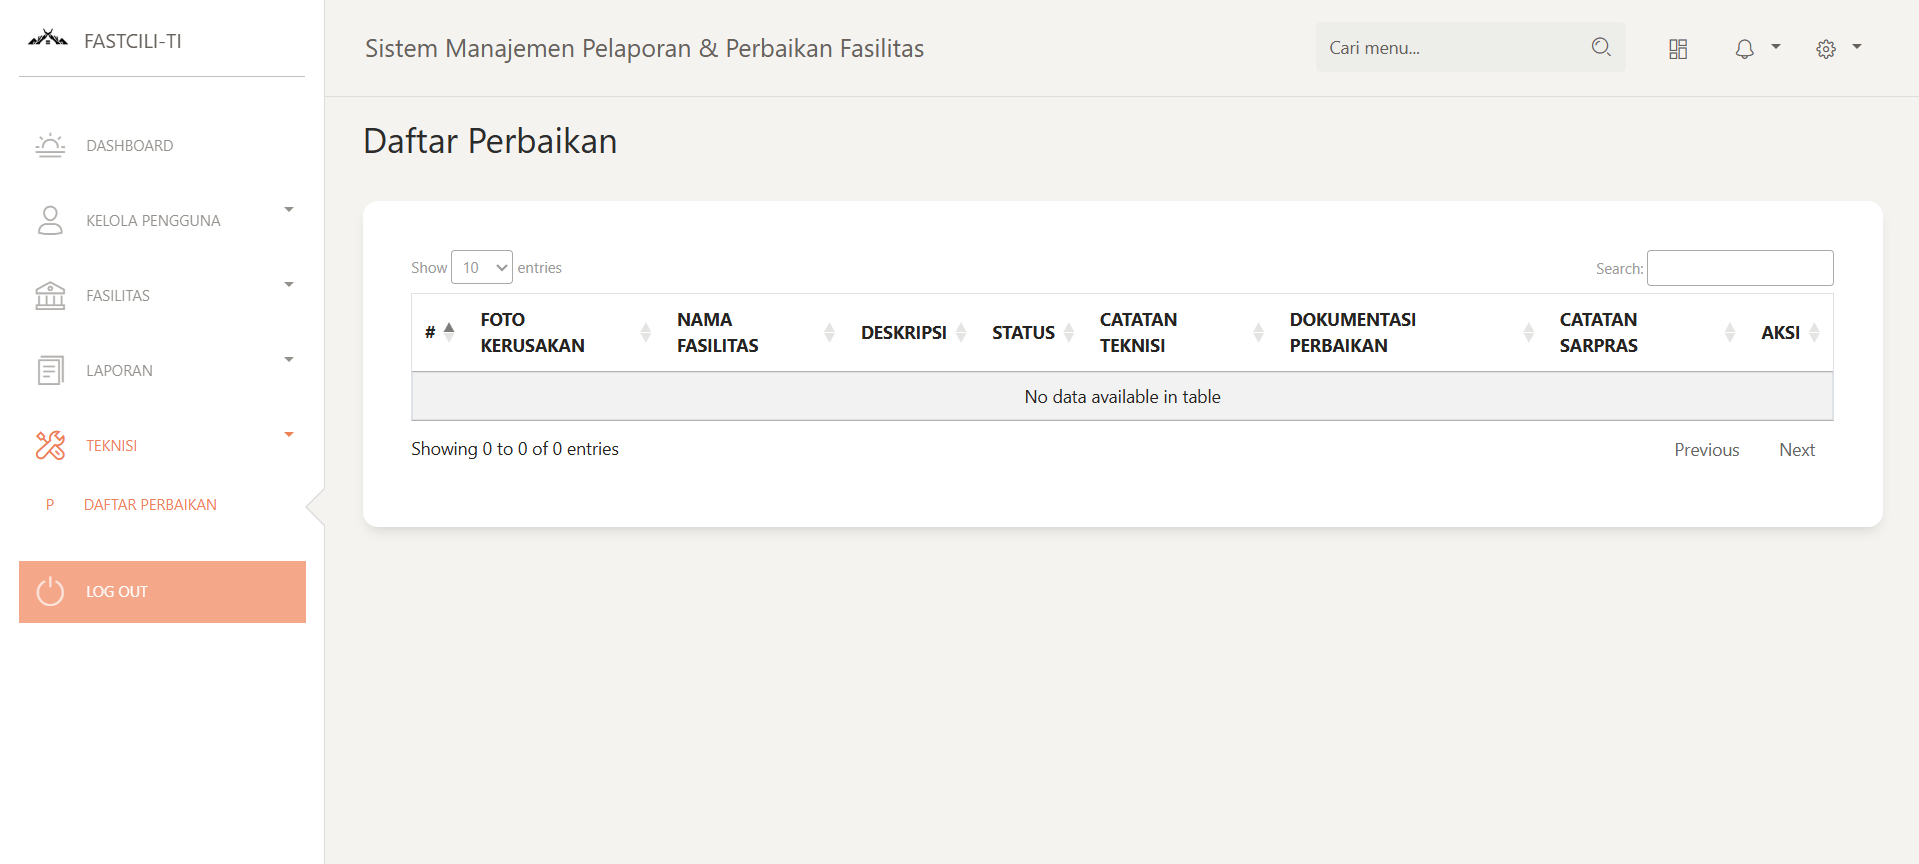 FASTCILI-TI
Sistem Manajemen Pelaporan & Perbaikan Fasilitas
Cari menu...
DASHBOARD
KELOLA PENGGUNA
FASILITAS
LAPORAN
TEKNISI
P DAFTAR PERBAIKAN
LOG OUT
Daftar Perbaikan
Show 10 entries
Search:
# FOTO KERUSAKAN NAMA FASILITAS DESKRIPSI STATUS CATATAN TEKNISI DOKUMENTASI PERBAIKAN CATATAN SARPRAS AKSI
No data available in table
Showing 0 to 0 of 0 entries
Previous Next